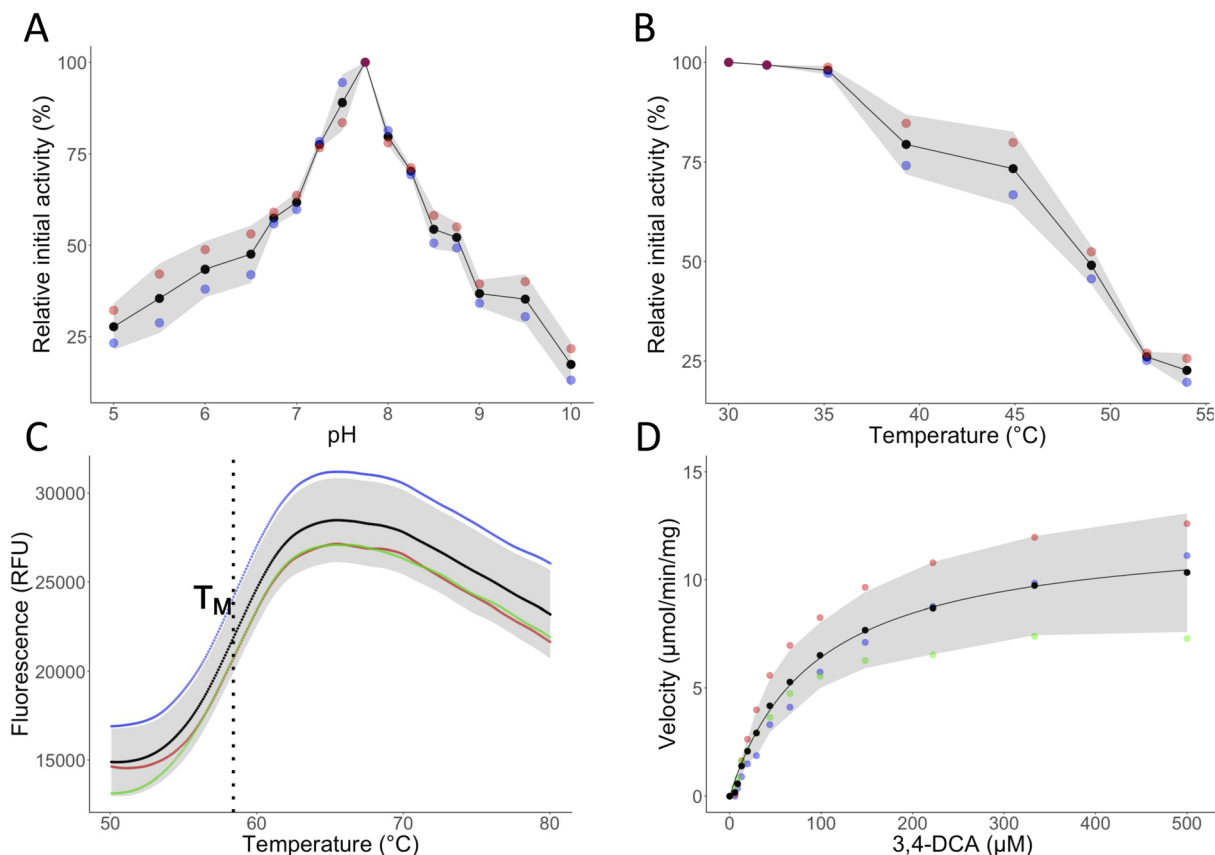 A
Relative initial activity (%)
100
75
50
25
5
6
7
8
9
10
pH
B
Relative initial activity (%)
100
75
50
25
30
35
40
45
50
55
Temperature (°C)
C
Fluorescence (RFU)
30000
25000
20000
15000
TM
50
60
70
80
Temperature (°C)
D
Velocity (μmol/min/mg)
15
10
5
0
0
100
200
300
400
500
3,4-DCA (μM)